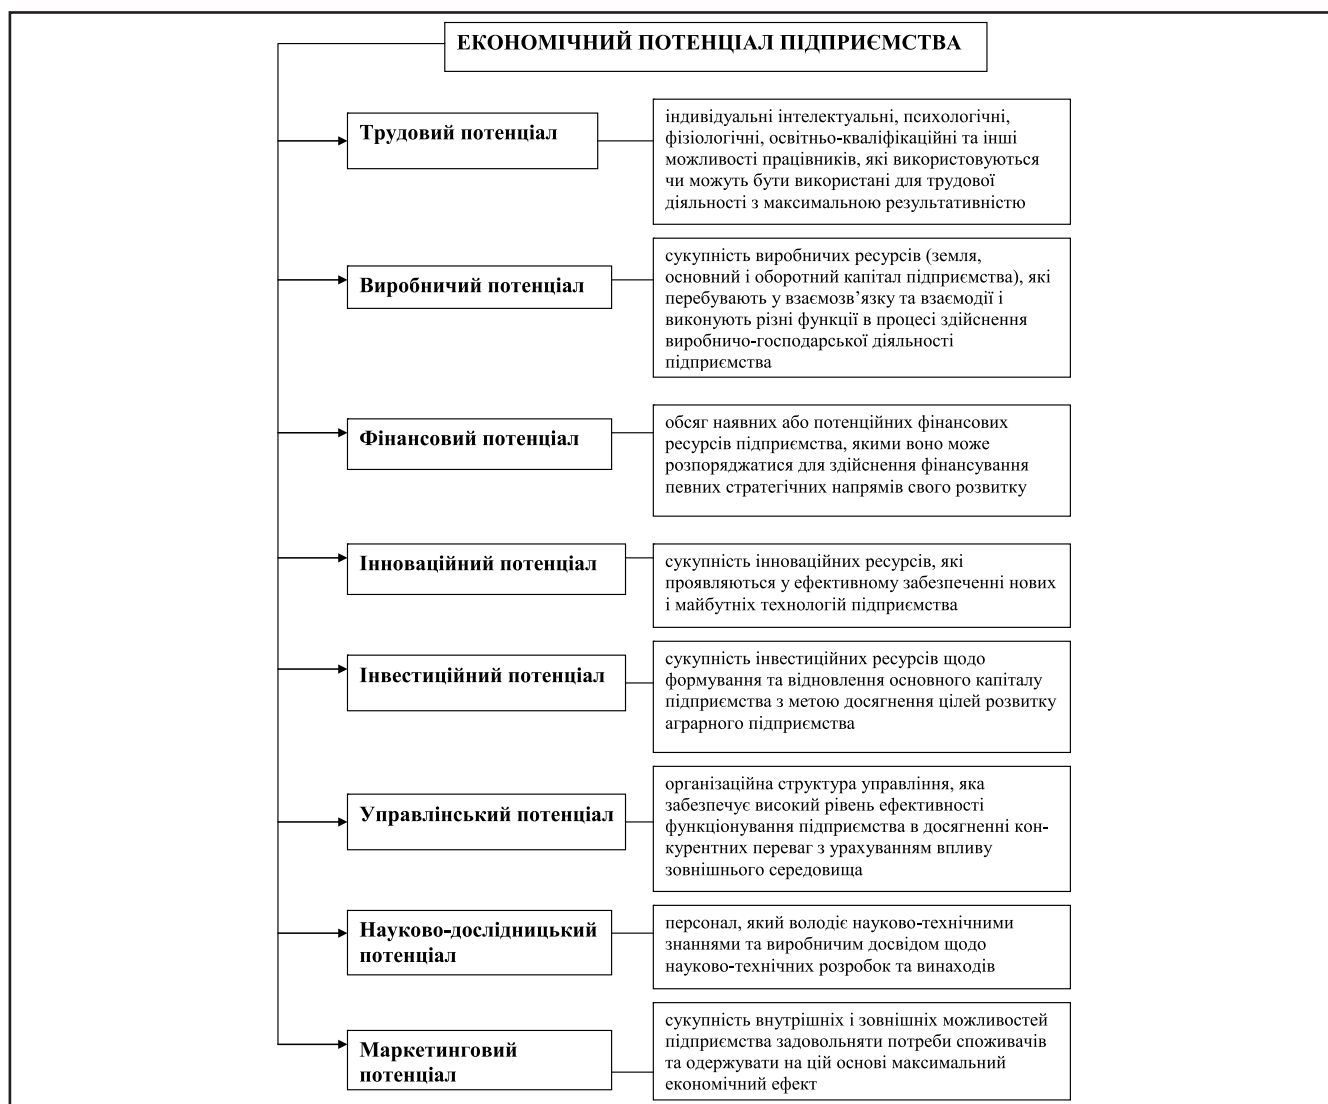 ЕКОНОМІЧНИЙ ПОТЕНЦІАЛ ПІДПРИЄМСТВА
Трудовий потенціал
індивідуальні інтелектуальні, психологічні,
фізіологічні, освітньо-кваліфікаційні та інші
можливості працівників, які використовуються
чи можуть бути використані для трудової
діяльності з максимальною результативністю
Виробничий потенціал
сукупність виробничих ресурсів (земля,
основний і оборотний капітал підприємства), які
перебувають у взаємозв’язку та взаємодії і
виконують різні функції в процесі здійснення
виробничо-господарської діяльності
підприємства
Фінансовий потенціал
обсяг наявних або потенційних фінансових
ресурсів підприємства, якими воно може
розпоряджатися для здійснення фінансування
певних стратегічних напрямів свого розвитку
Інноваційний потенціал
сукупність інноваційних ресурсів, які
проявляються у ефективному забезпеченні нових
і майбутніх технологій підприємства
Інвестиційний потенціал
сукупність інвестиційних ресурсів щодо
формування та відновлення основного капіталу
підприємства з метою досягнення цілей розвитку
аграрного підприємства
Управлінський потенціал
організаційна структура управління, яка
забезпечує високий рівень ефективності
функціонування підприємства в досягненні кон-
курентних переваг з урахуванням впливу
зовнішнього середовища
Науково-дослідницький
потенціал
персонал, який володіє науково-технічними
знаннями та виробничим досвідом щодо
науково-технічних розробок та винаходів
Маркетинговий
потенціал
сукупність внутрішніх і зовнішніх можливостей
підприємства задовольняти потреби споживачів
та одержувати на цій основі максимальний
економічний ефект